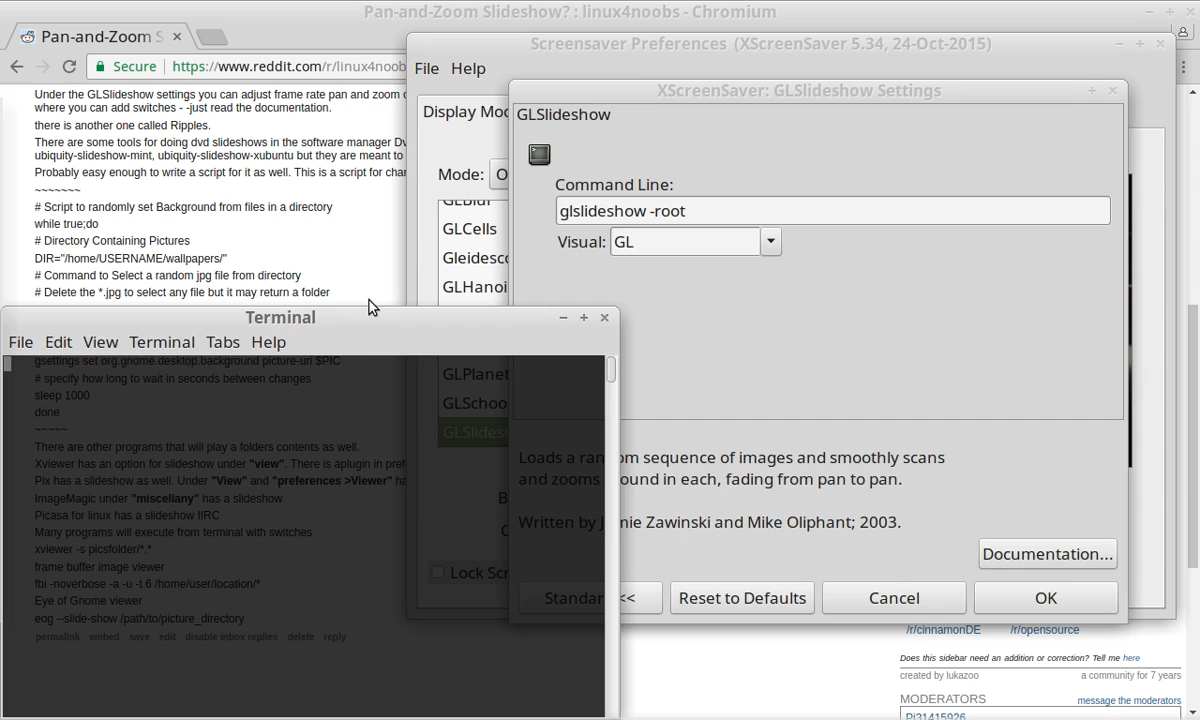 Pan-and-Zoom Slideshow? : linux4noobs - Chromium
Pan-and-Zoom S
Secure
https://www.reddit.com/r/linux4noob
Under the GLSlideshow settings you can adjust frame rate pan and zoom
where you can add switches - -just read the documentation.
there is another one called Ripples.
There are some tools for doing dvd slideshows in the software manager
ubiquity-slideshow-mint, ubiquity-slideshow-xubuntu but they are meant to
Probably easy enough to write a script for it as well. This is a script for
~~~~~~~
# Script to randomly set Background from files in a directory
while true;do
# Directory Containing Pictures
DIR="/home/USERNAME/wallpapers/"
# Command to Select a random jpg file from directory
# Delete the *.jpg to select any file but it may return a folder
Screensaver Preferences (XScreenSaver 5.34, 24-Oct-2015)
File Help
Display Mod
Mode:
GLBlur
GLCells
Gleidesc
GLHanoi
GLPlanet
GLSchoo
GLSlides
Lock Scr
XScreenSaver: GLSlideshow Settings
GLSlideshow
Command Line:
glslideshow -root
Visual: GL
Loads a random sequence of images and smoothly scans
and zooms around in each, fading from pan to pan.
Written by Jamie Zawinski and Mike Oliphant; 2003.
Documentation...
Standard <<
Reset to Defaults
Cancel
OK
Terminal
File Edit View Terminal Tabs Help
gsettings set org.gnome.desktop.background picture-uri $PIC
# specify how long to wait in seconds between changes
sleep 1000
done
~~~~~
There are other programs that will play a folders contents as well.
Xviewer has an option for slideshow under "view". There is aplugin in pref
Pix has a slideshow as well. Under "View" and "preferences >Viewer" ha
ImageMagic under "miscellany" has a slideshow
Picasa for linux has a slideshow IIRC
Many programs will execute from terminal with switches
xviewer -s picsfolder/*.*
frame buffer image viewer
fbi -noverbose -a -u -t 6 /home/user/location/*
Eye of Gnome viewer
eog --slide-show /path/to/picture_directory
permalink embed save edit disable inbox replies delete reply
/r/cinnamonDE /r/opensource
Does this sidebar need an addition or correction? Tell me here
created by lukazoo a community for 7 years
MODERATORS message the moderators
Pi31415926